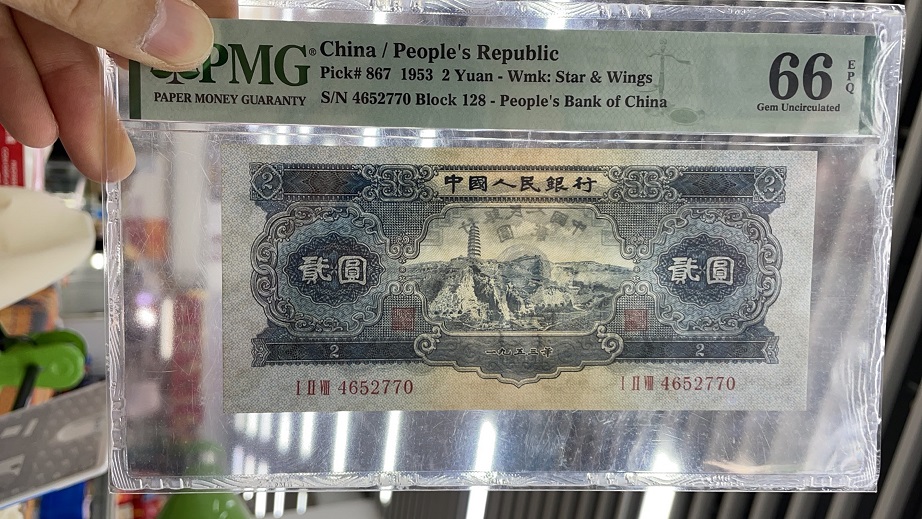 PMG® China / People's Republic
Pick# 867 1953 2 Yuan - Wmk: Star & Wings
PAPER MONEY GUARANTY
S/N 4652770 Block 128 - People's Bank of China
66 EPQ
Gem Uncirculated
2 中國人民銀行 2
貳圓 貳圓
2 一九五三年 2
I II VIII 4652770 I II VIII 4652770